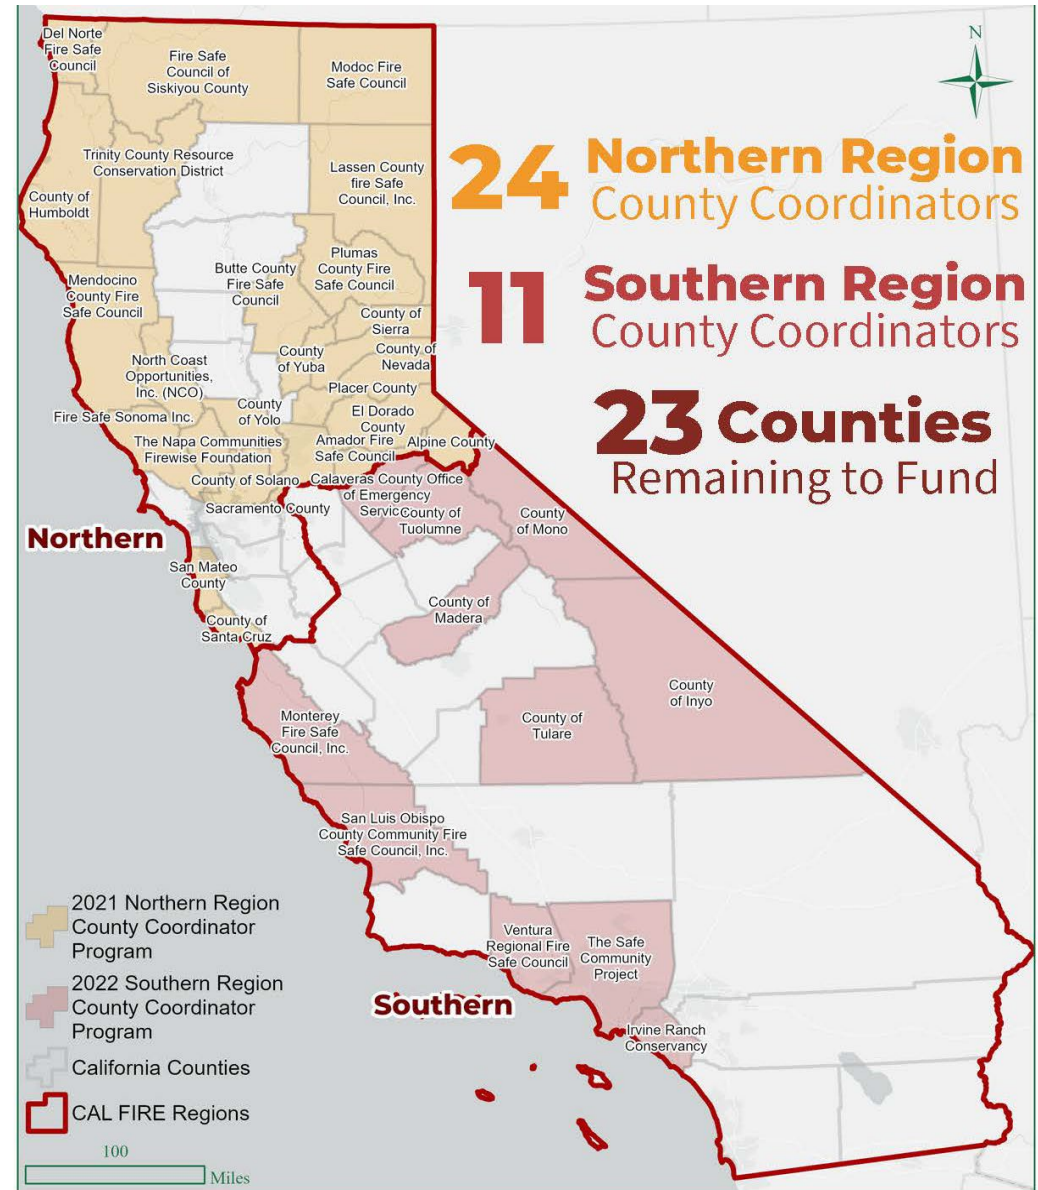 Del Norte
Fire Safe
Council
Fire Safe
Council of
Siskiyou County
Modoc Fire
Safe Council
N
Trinity County Resource
Conservation District
Lassen County
fire Safe
Council, Inc.
County of
Humboldt
24 Northern Region
County Coordinators
Mendocino
County Fire
Safe Council
Butte County
Fire Safe
Council
Plumas
County Fire
Safe Council
11 Southern Region
County Coordinators
County of
Sierra
County
of Yuba
County of
Nevada
North Coast
Opportunities,
Inc. (NCO)
Placer County
23 Counties
Remaining to Fund
Fire Safe Sonoma Inc.
County
of Yolo
El Dorado
County
The Napa Communities
Firewise Foundation
Amador Fire
Safe Council
Alpine County
County of Solano
Calaveras County Office
of Emergency
Servic
Sacramento County
County of
Tuolumne
County
of Mono
Northern
San Mateo
County
County of
Santa Cruz
County of
Madera
County
of Inyo
Monterey
Fire Safe
Council, Inc.
County of
Tulare
San Luis Obispo
County Community Fire
Safe Council, Inc.
Ventura
Regional Fire
Safe Council
The Safe
Community
Project
Southern
Irvine Ranch
Conservancy
2021 Northern Region
County Coordinator
Program
2022 Southern Region
County Coordinator
Program
California Counties
CAL FIRE Regions
100
Miles